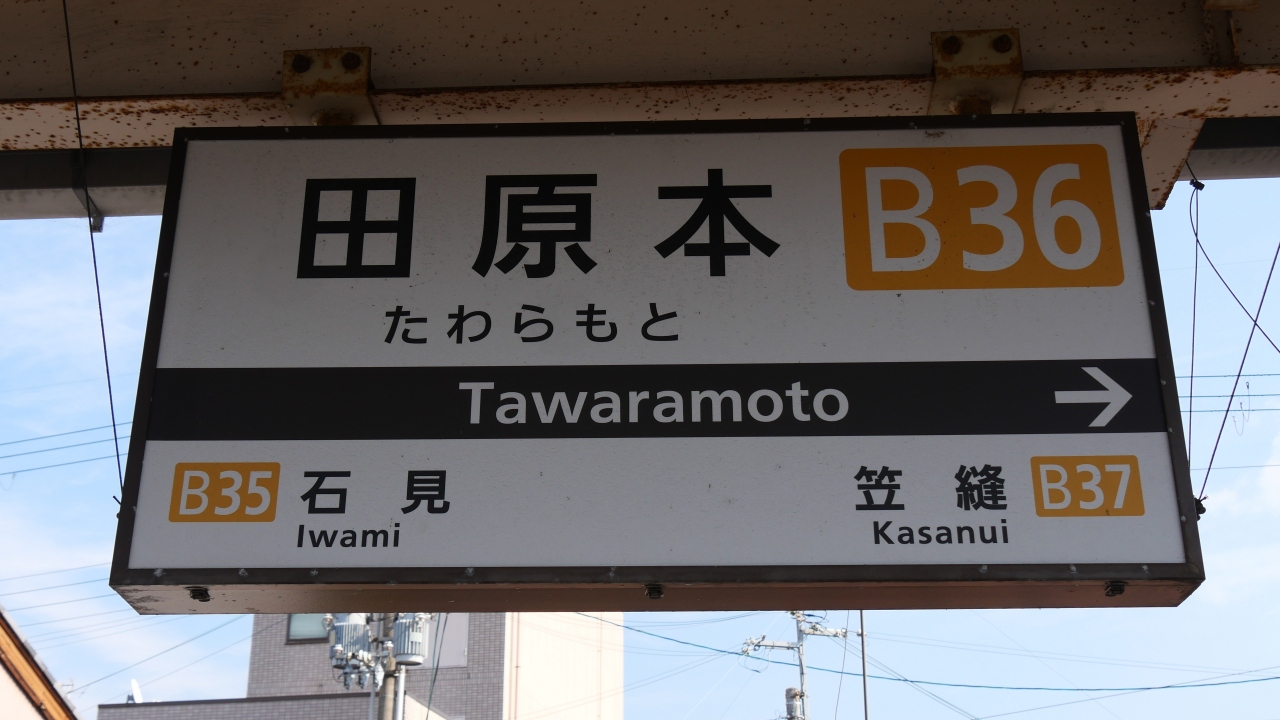 田原本 B36
たわらもと
Tawaramoto →
B35 石見 笠縫 B37
Iwami Kasanui